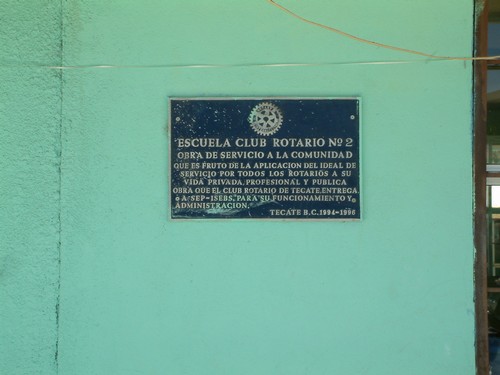 ESCUELA CLUB ROTARIO Nº 2
OBRA DE SERVICIO A LA COMUNIDAD
QUE ES FRUTO DE LA APLICACION DEL IDEAL DE
SERVICIO POR TODOS LOS ROTARIOS A SU
VIDA PRIVADA, PROFESIONAL Y PUBLICA
OBRA QUE EL CLUB ROTARIO DE TECATE, ENTREGA
A SEP-ISEBS, PARA SU FUNCIONAMIENTO Y
ADMINISTRACION.
TECATE B.C. 1994-1996